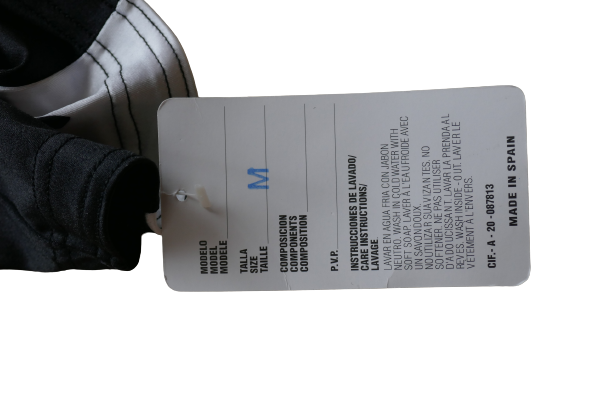 MODELO
MODEL
MODELE
TALLA
SIZE
TAILLE M
COMPOSICION
COMPONENTS
COMPOSITION
P.V.P.
INSTRUCCIONES DE LAVADO/
CARE INSTRUCTIONS/
LAVAGE
LAVAR EN AGUA FRIA CON JABON
NEUTRO. WASH IN COLD WATER WITH
SOFT SOAP. LAVER À L'EAU FROIDE AVEC
UN SAVON DOUX.
NO UTILIZAR SUAVIZANTES. NO
SOFTENER. NE PAS UTILISER
D'ADOUCISSANT. LAVAR LA PRENDA AL
REVES. WASH INSIDE-OUT. LAVER LE
VÊTEMENT À L'ENVERS.
CIF.- A - 20 - 087813
MADE IN SPAIN